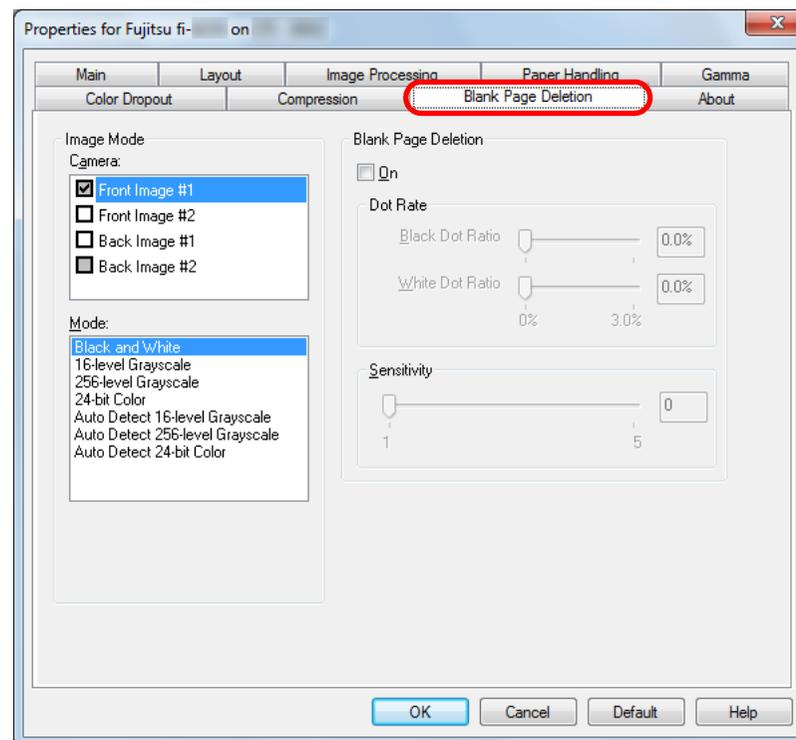 Properties for Fujitsu fi- on
Main Layout Image Processing Paper Handling Gamma
Color Dropout Compression Blank Page Deletion About
Image Mode
Camera:
Front Image #1
Front Image #2
Back Image #1
Back Image #2
Mode:
Black and White
16-level Grayscale
256-level Grayscale
24-bit Color
Auto Detect 16-level Grayscale
Auto Detect 256-level Grayscale
Auto Detect 24-bit Color
Blank Page Deletion
On
Dot Rate
Black Dot Ratio 0.0%
White Dot Ratio 0.0%
0% 3.0%
Sensitivity
0
1 5
OK Cancel Default Help